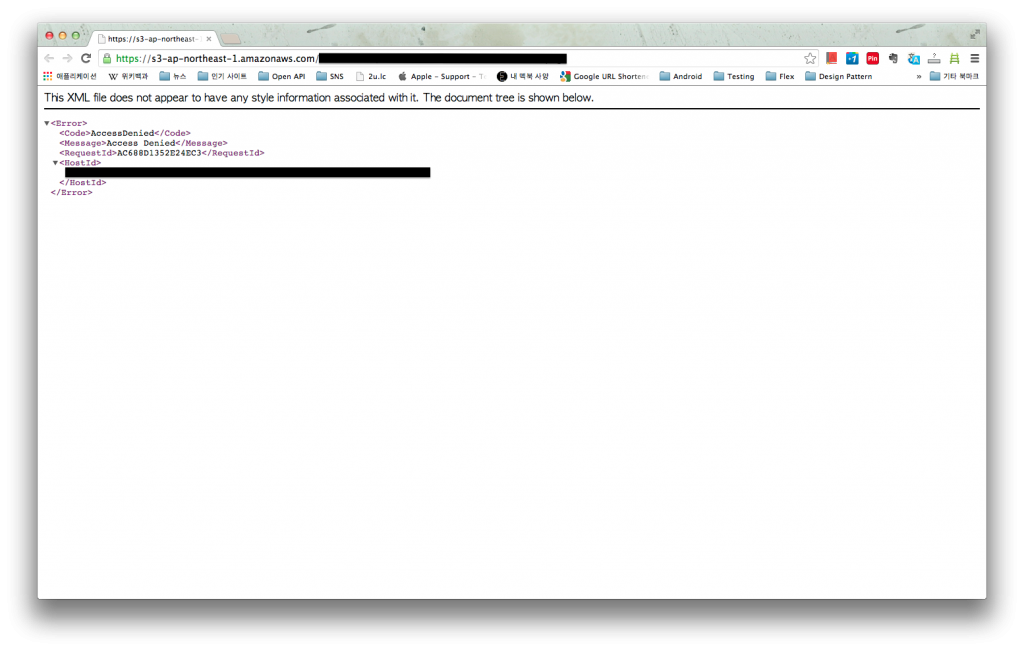 https://s3-ap-northeast-
https://s3-ap-northeast-1.amazonaws.com/
애플리케이션 W 위키백과 뉴스 인기 사이트 Open API SNS 2u.lc Apple - Support - 내 맥북 사양 Google URL Shortene Android Testing Flex Design Pattern » 기타 북마크
This XML file does not appear to have any style information associated with it. The document tree is shown below.
▼<Error>
<Code>AccessDenied</Code>
<Message>Access Denied</Message>
<RequestId>AC688D1352E24EC3</RequestId>
▼<HostId>
</HostId>
</Error>